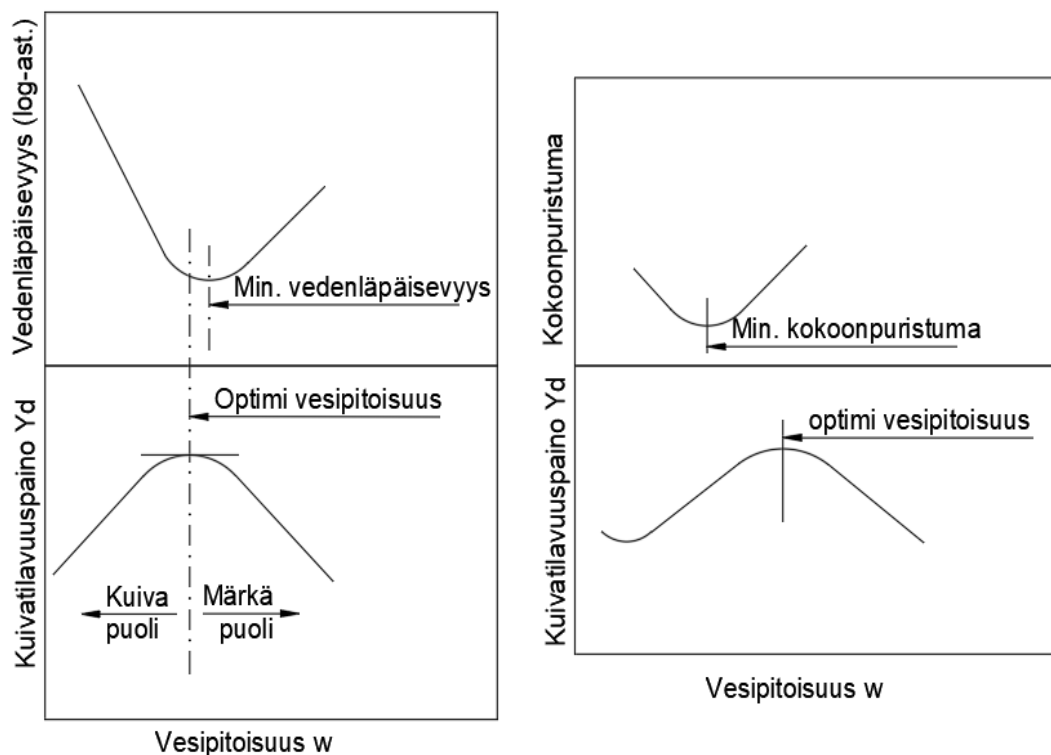 Vedenläpäisevyys (log-ast.)
Min. vedenläpäisevyys
Kuivatilavuuspaino Yd
Optimi vesipitoisuus
Kuiva
puoli
Märkä
puoli
Vesipitoisuus w
Kokoonpuristuma
Min. kokoonpuristuma
Kuivatilavuuspaino Yd
optimi vesipitoisuus
Vesipitoisuus w